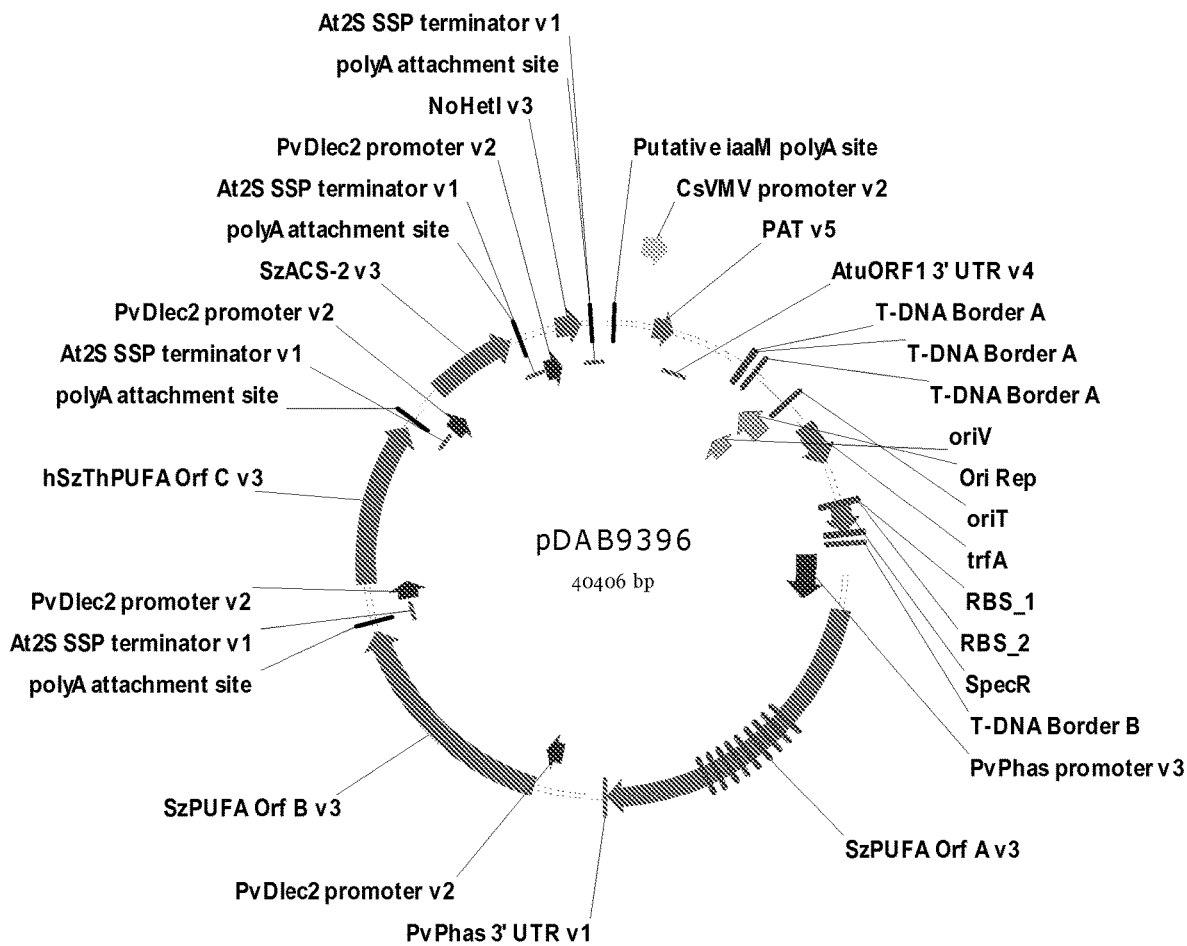 At2S SSP terminator v1
polyA attachment site
NoHetI v3
PvDlec2 promoter v2
At2S SSP terminator v1
polyA attachment site
SzACS-2 v3
PvDlec2 promoter v2
At2S SSP terminator v1
polyA attachment site
hSzThPUFA Orf C v3
PvDlec2 promoter v2
At2S SSP terminator v1
polyA attachment site
SzPUFA Orf B v3
PvDlec2 promoter v2
PvPhas 3' UTR v1
Putative iaaM polyA site
CsVMV promoter v2
PAT v5
AtuORF1 3' UTR v4
T-DNA Border A
T-DNA Border A
T-DNA Border A
oriV
Ori Rep
oriT
trfA
RBS_1
RBS_2
SpecR
T-DNA Border B
PvPhas promoter v3
SzPUFA Orf A v3
pDAB9396
40406 bp